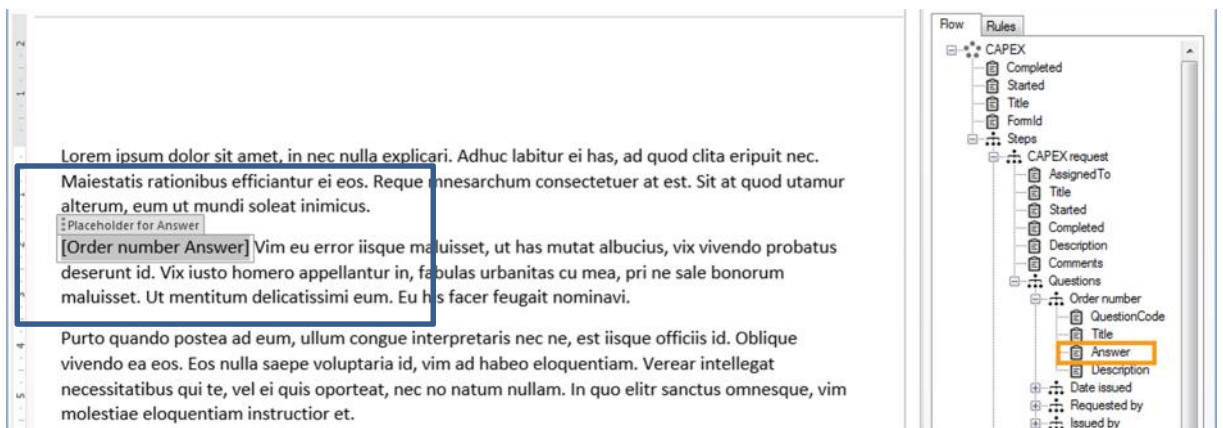 Lorem ipsum dolor sit amet, in nec nulla explicari. Adhuc labitur ei has, ad quod clita eripuit nec.
Maiestatis rationibus efficiantur ei eos. Reque mnesarchum consectetuer at est. Sit at quod utamur
alterum, eum ut mundi soleat inimicus.
Placeholder for Answer
[Order number Answer] Vim eu error iisque maluisset, ut has mutat albucius, vix vivendo probatus
deserunt id. Vix iusto homero appellantur in, fabulas urbanitas cu mea, pri ne sale bonorum
maluisset. Ut mentitum delicatissimi eum. Eu his facer feugait nominavi.
Purto quando postea ad eum, ullum congue interpretaris nec ne, est iisque officiis id. Oblique
vivendo ea eos. Eos nulla saepe voluptaria id, vim ad habeo eloquentiam. Verear intellegat
necessitatibus qui te, vel ei quis oporteat, nec no natum nullam. In quo elitr sanctus omnesque, vim
molestiae eloquentiam instructior et.
2
1
1
2
3
4
5
Flow Rules
CAPEX
Completed
Started
Title
FormId
Steps
CAPEX request
AssignedTo
Title
Started
Completed
Description
Comments
Questions
Order number
QuestionCode
Title
Answer
Description
Date issued
Requested by
Issued by